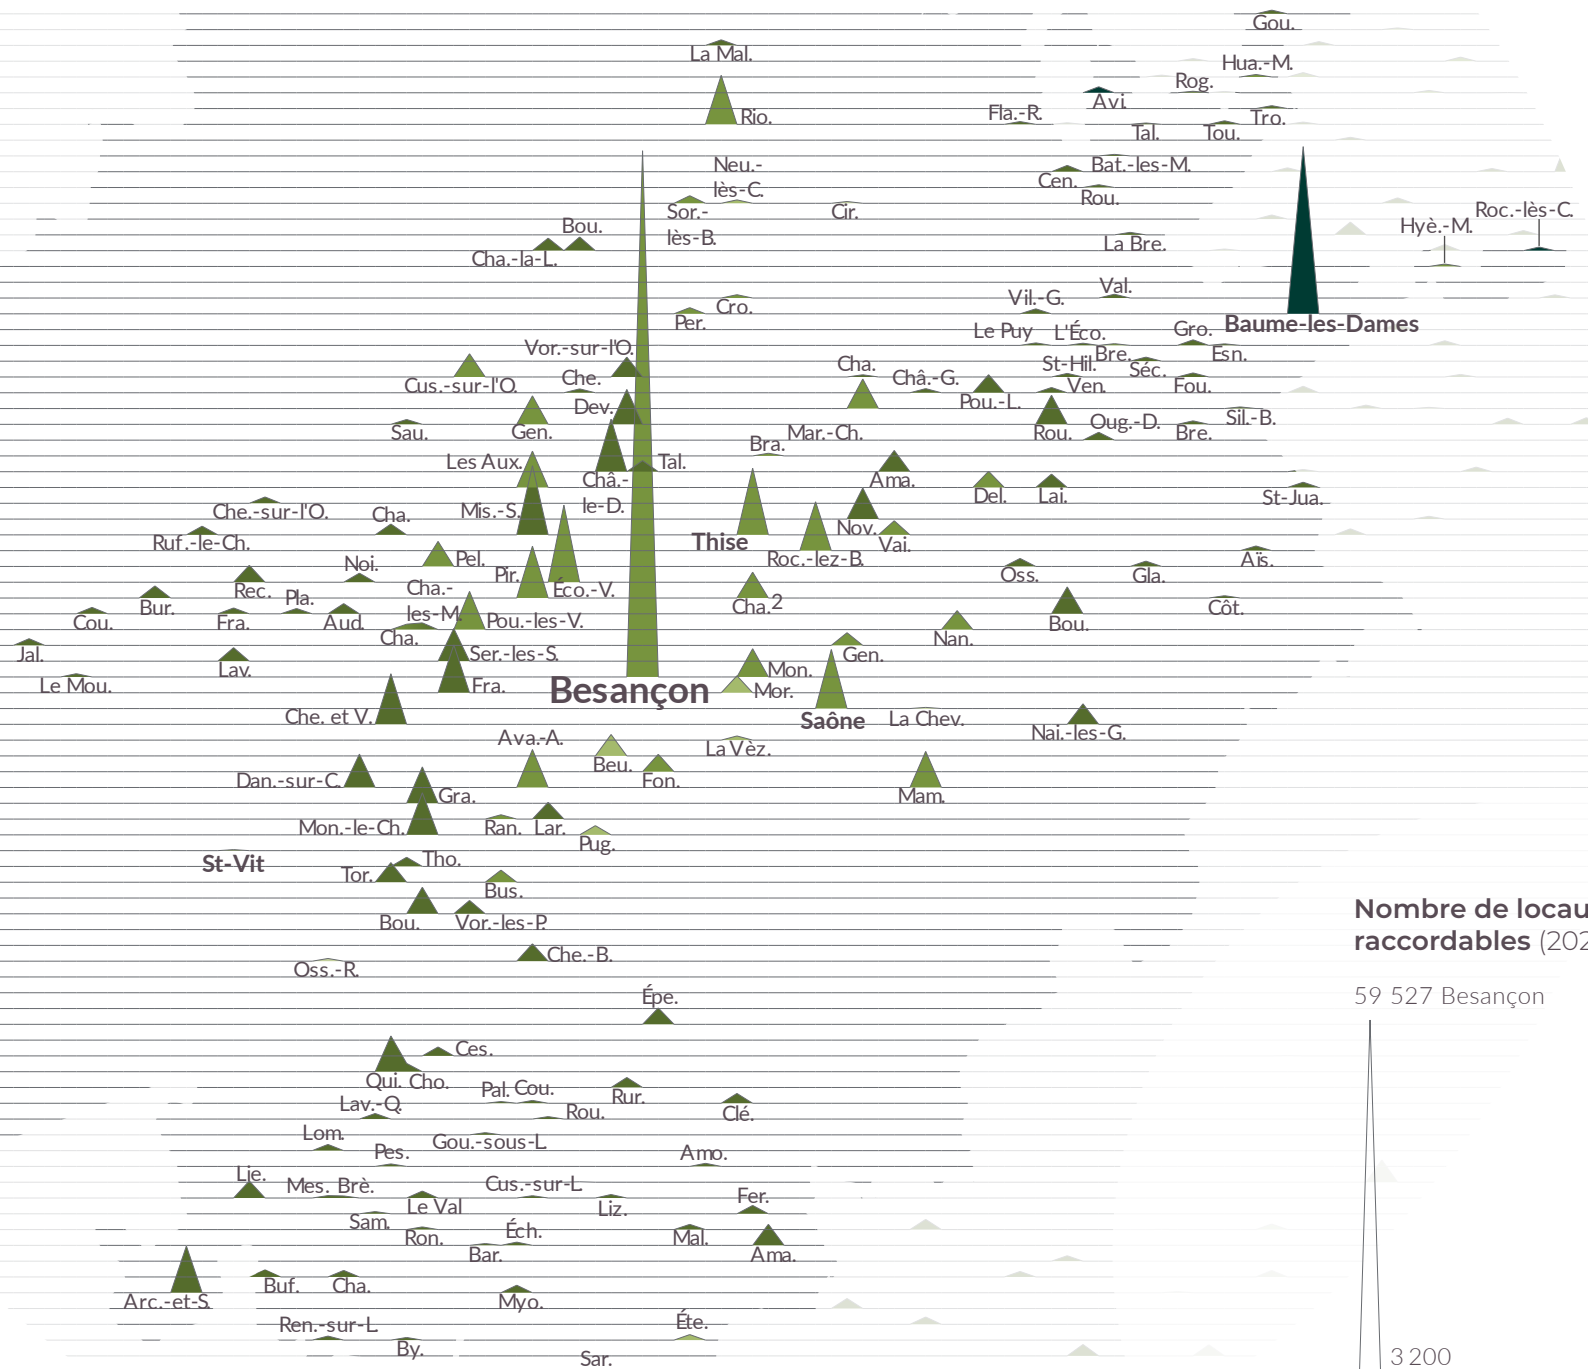 Gou.
La Mal.
Hua.-M.
Rog.
Avi.
Rio.
Fla.-R.
Tro.
Tal.
Tou.
Neu.-
lès-C.
Bat.-les-M.
Cen.
Rou.
Sor.-
lès-B.
Cir.
Roc.-lès-C.
Hyè.-M.
Bou.
Cha.-la-L.
La Bre.
Val.
Vil.-G.
Cro.
Per.
Baume-les-Dames
Le Puy
L'Éco.
Gro.
Vor.-sur-l'O.
Bre.
Esn.
Cha.
St-Hil.
Séc.
Cus.-sur-l'O.
Che.
Châ.-G.
Ven.
Fou.
Dev.
Pou.-L.
Sau.
Gen.
Mar.-Ch.
Rou.
Oug.-D.
Bre.
Sil.-B.
Bra.
Les Aux.
Tal.
Châ.-
le-D.
Ama.
Del.
Lai.
St-Jua.
Che.-sur-l'O.
Cha.
Mis.-S.
Nov.
Ruf.-le-Ch.
Thise
Vai.
Noi.
Pel.
Roc.-lez-B.
Aïs.
Pir.
Oss.
Gla.
Rec.
Cha.-
les-M.
Éco.-V.
Bur.
Pla.
Cha.2
Côt.
Cou.
Fra.
Aud.
Pou.-les-V.
Bou.
Cha.
Nan.
Jal.
Lav.
Ser.-les-S.
Gen.
Le Mou.
Fra.
Mon.
Besançon
Mor.
Che. et V.
Saône
La Chev.
Nai.-les-G.
Ava.-A.
La Vèz.
Beu.
Dan.-sur-C.
Fon.
Gra.
Mam.
Mon.-le-Ch.
Ran.
Lar.
Pug.
St-Vit
Tho.
Tor.
Bus.
Bou.
Vor.-les-P.
Nombre de locau
raccordables (202
Che.-B.
Oss.-R.
Épe.
59 527 Besançon
Ces.
Qui.
Cho.
Pal.
Cou.
Rur.
Lav.-Q.
Rou.
Clé.
Lom.
Gou.-sous-L.
Pes.
Amo.
Lie.
Mes.
Brè.
Cus.-sur-L.
Fer.
Le Val
Liz.
Sam.
Ron.
Éch.
Mal.
Bar.
Ama.
Buf.
Cha.
Arc.-et-S.
Myo.
Ren.-sur-L.
Éte.
By.
Sar.
3 200